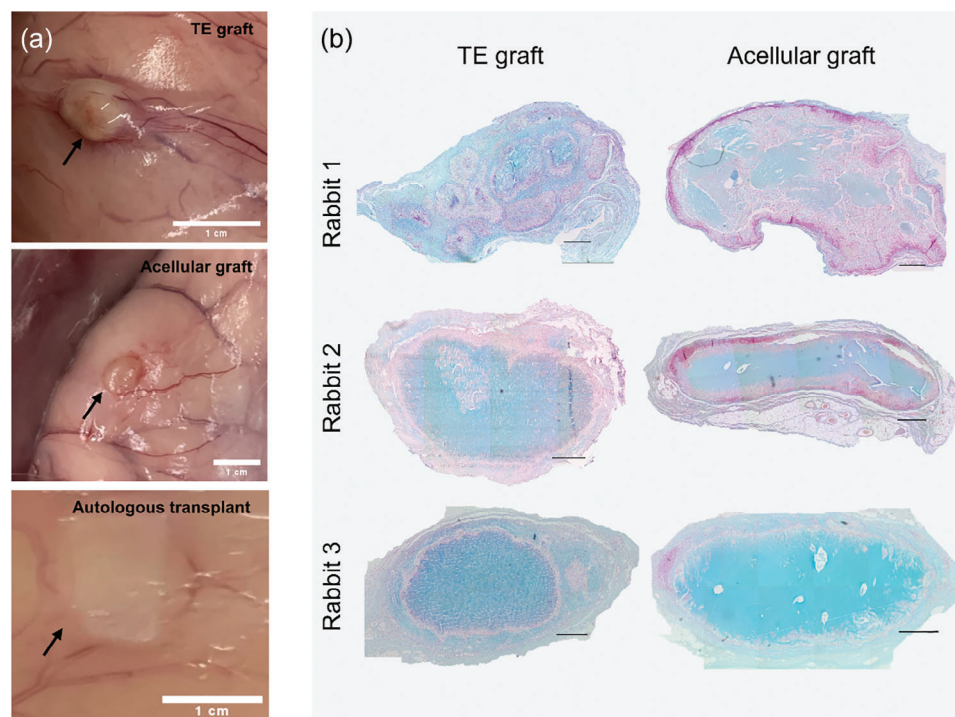 (a)
TE graft
1 cm
Acellular graft
1 cm
Autologous transplant
1 cm
(b)
TE graft
Acellular graft
Rabbit 1
Rabbit 2
Rabbit 3